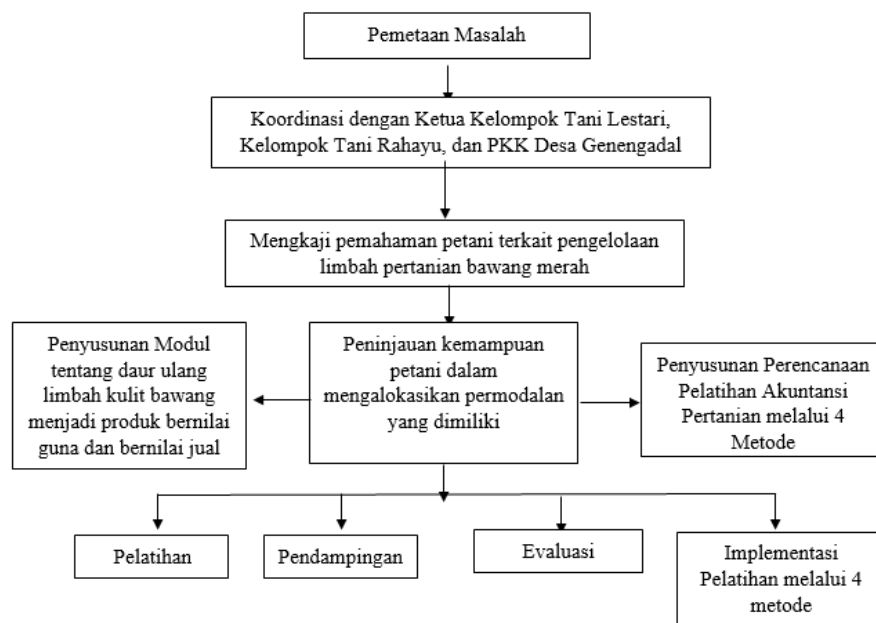 Pemetaan Masalah
Koordinasi dengan Ketua Kelompok Tani Lestari,
Kelompok Tani Rahayu, dan PKK Desa Genengadal
Mengkaji pemahaman petani terkait pengelolaan
limbah pertanian bawang merah
Penyusunan Modul
tentang daur ulang
limbah kulit bawang
menjadi produk bernilai
guna dan bernilai jual
Peninjauan kemampuan
petani dalam
mengalokasikan permodalan
yang dimiliki
Penyusunan Perencanaan
Pelatihan Akuntansi
Pertanian melalui 4
Metode
Pelatihan
Pendampingan
Evaluasi
Implementasi
Pelatihan melalui 4
metode